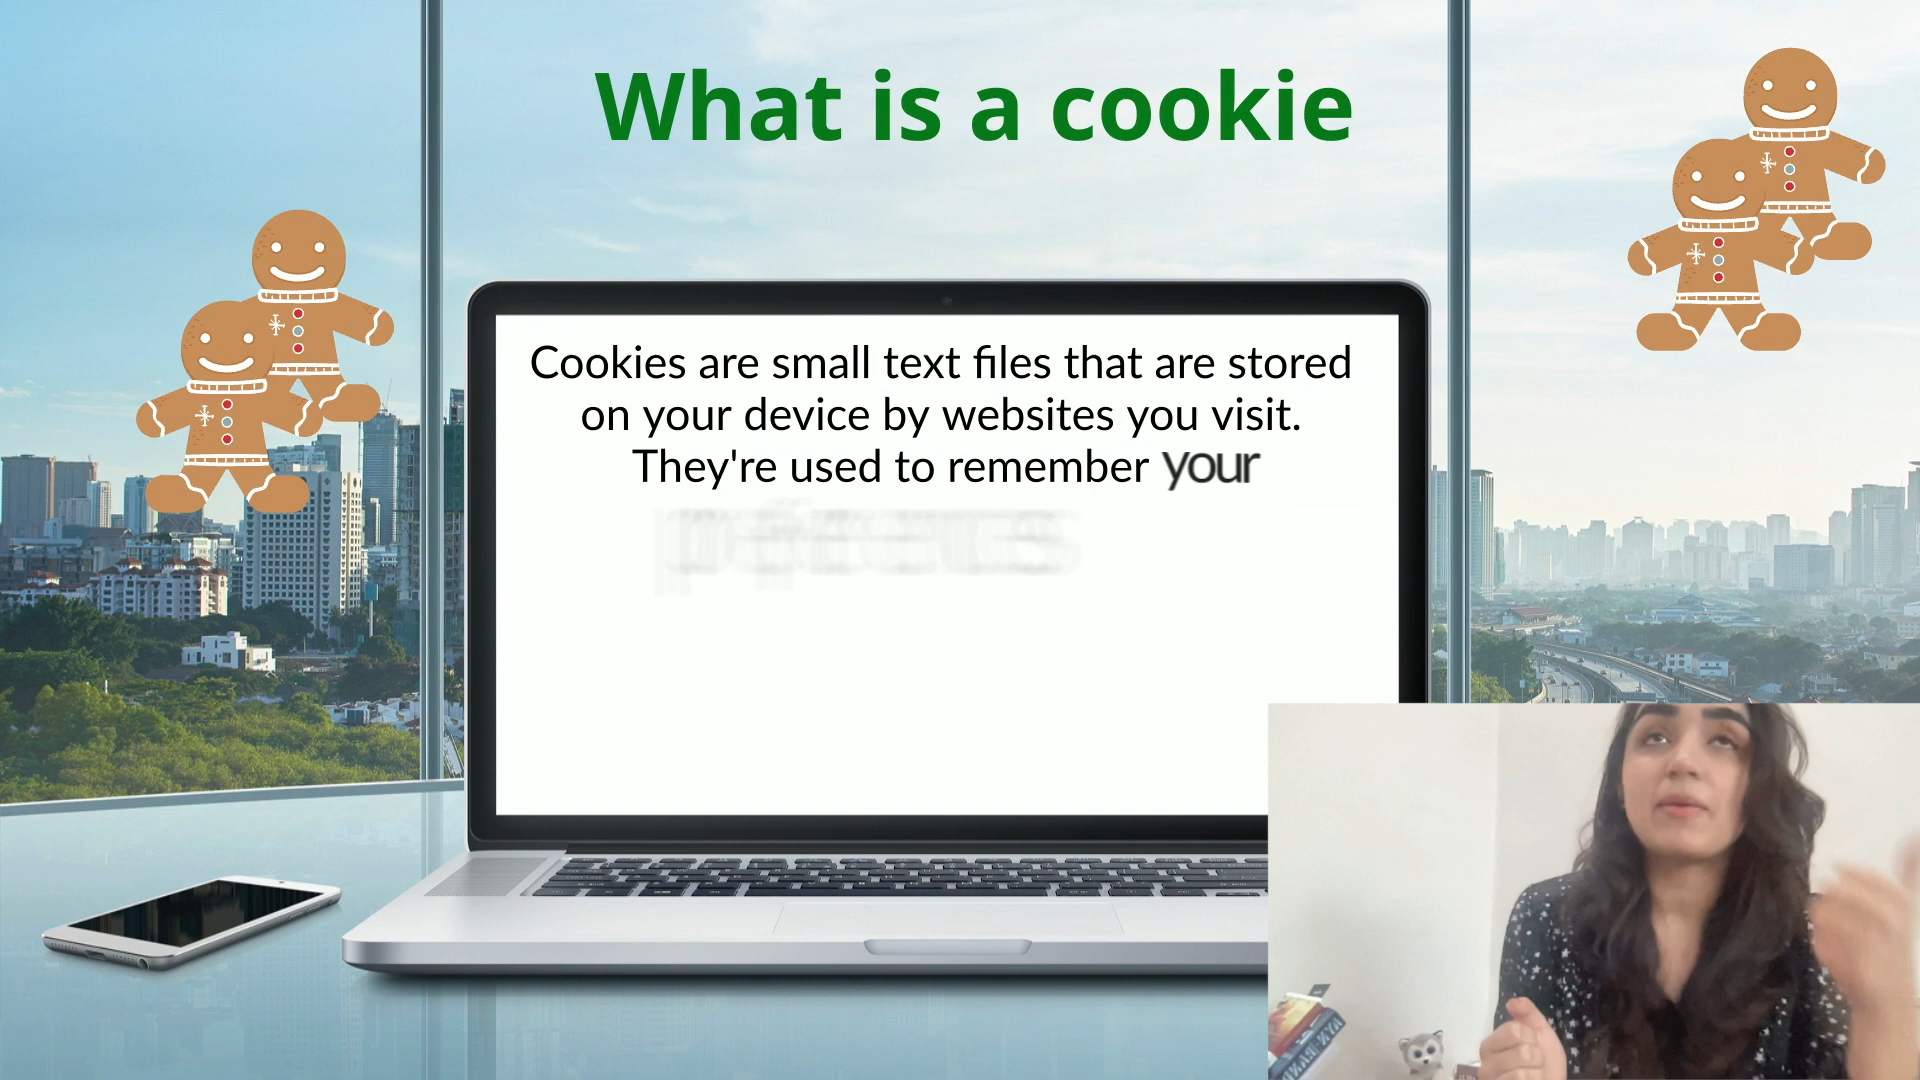 What is a cookie
Cookies are small text files that are stored
on your device by websites you visit.
They're used to remember your